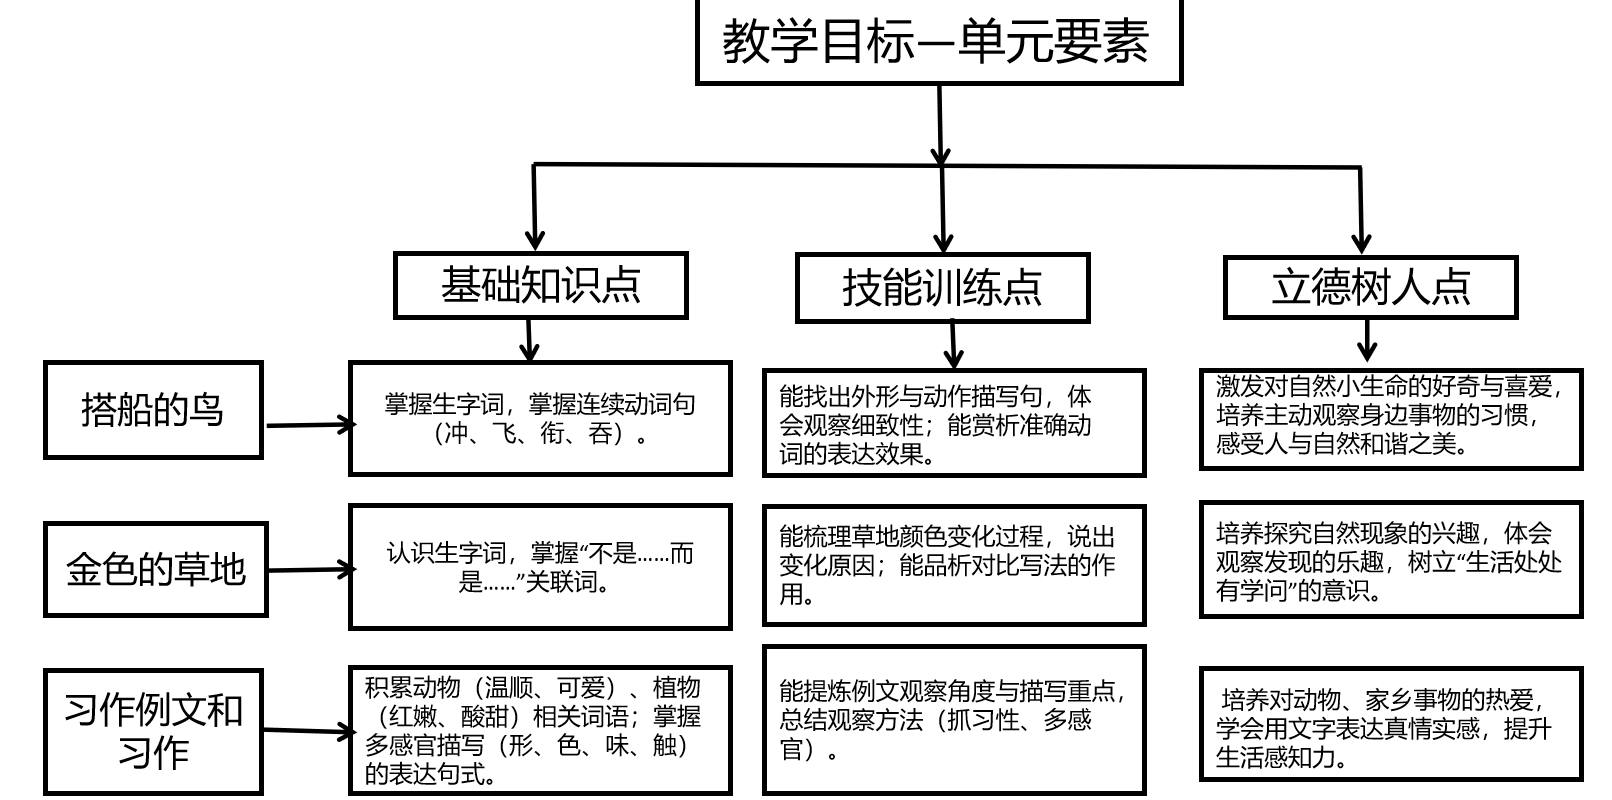 教学目标—单元要素
基础知识点
技能训练点
立德树人点
搭船的鸟
掌握生字词，掌握连续动词句
（冲、飞、衔、吞）。
能找出外形与动作描写句，体
会观察细致性；能赏析准确动
词的表达效果。
激发对自然小生命的好奇与喜爱，
培养主动观察身边事物的习惯，
感受人与自然和谐之美。
金色的草地
认识生字词，掌握“不是……而
是……”关联词。
能梳理草地颜色变化过程，说出
变化原因；能品析对比写法的作
用。
培养探究自然现象的兴趣，体会
观察发现的乐趣，树立“生活处处
有学问”的意识。
习作例文和
习作
积累动物（温顺、可爱）、植物
（红嫩、酸甜）相关词语；掌握
多感官描写（形、色、味、触）
的表达句式。
能提炼例文观察角度与描写重点，
总结观察方法（抓习性、多感
官）。
培养对动物、家乡事物的热爱，
学会用文字表达真情实感，提升
生活感知力。